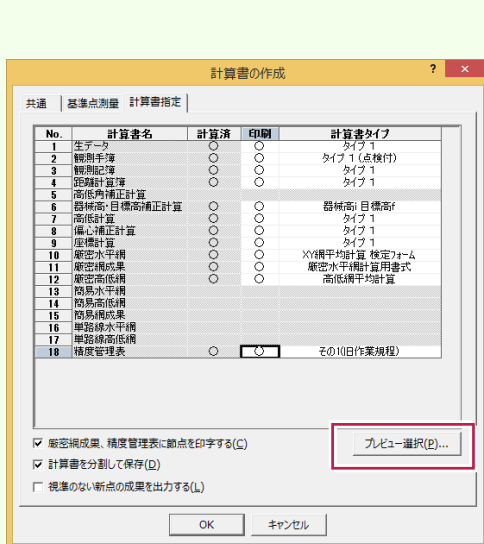 計算書の作成
? ×
共通 基準点測量 計算書指定
No. 計算書名 計算済 印刷 計算書タイプ
1 生データ ○ ○ タイプ 1
2 観測手簿 ○ ○ タイプ 1 (点検付)
3 観測記簿 ○ ○ タイプ 1
4 距離計算簿 ○ ○ タイプ 1
5 高低角補正計算
6 器械高・目標高補正計算 ○ ○ 器械高i 目標高f
7 高低計算 ○ ○ タイプ 1
8 偏心補正計算 ○ ○ タイプ 1
9 座標計算 ○ ○ タイプ 1
10 厳密水平網 ○ ○ XY網平均計算 検定フォーム
11 厳密網成果 ○ ○ 厳密水平網計算用書式
12 厳密高低網 ○ ○ 高低網平均計算
13 簡易水平網
14 簡易高低網
15 簡易網成果
16 単路線水平網
17 単路線高低網
18 精度管理表 ○ ○ その1(旧作業規程)
厳密網成果、精度管理表に節点を印字する(C)
プレビュー選択(P)...
計算書を分割して保存(D)
視準のない新点の成果を出力する(L)
OK キャンセル